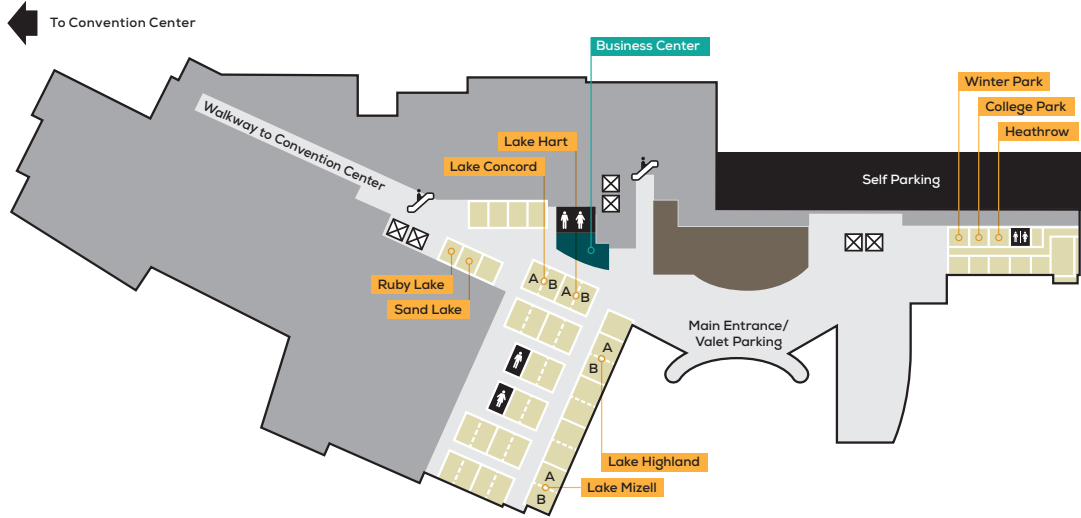 To Convention Center
Business Center
Winter Park
College Park
Heathrow
Walkway to Convention Center
Lake Hart
Lake Concord
Self Parking
Ruby Lake
Sand Lake
A B A B
Main Entrance/
Valet Parking
A
B
Lake Highland
A
B
Lake Mizell